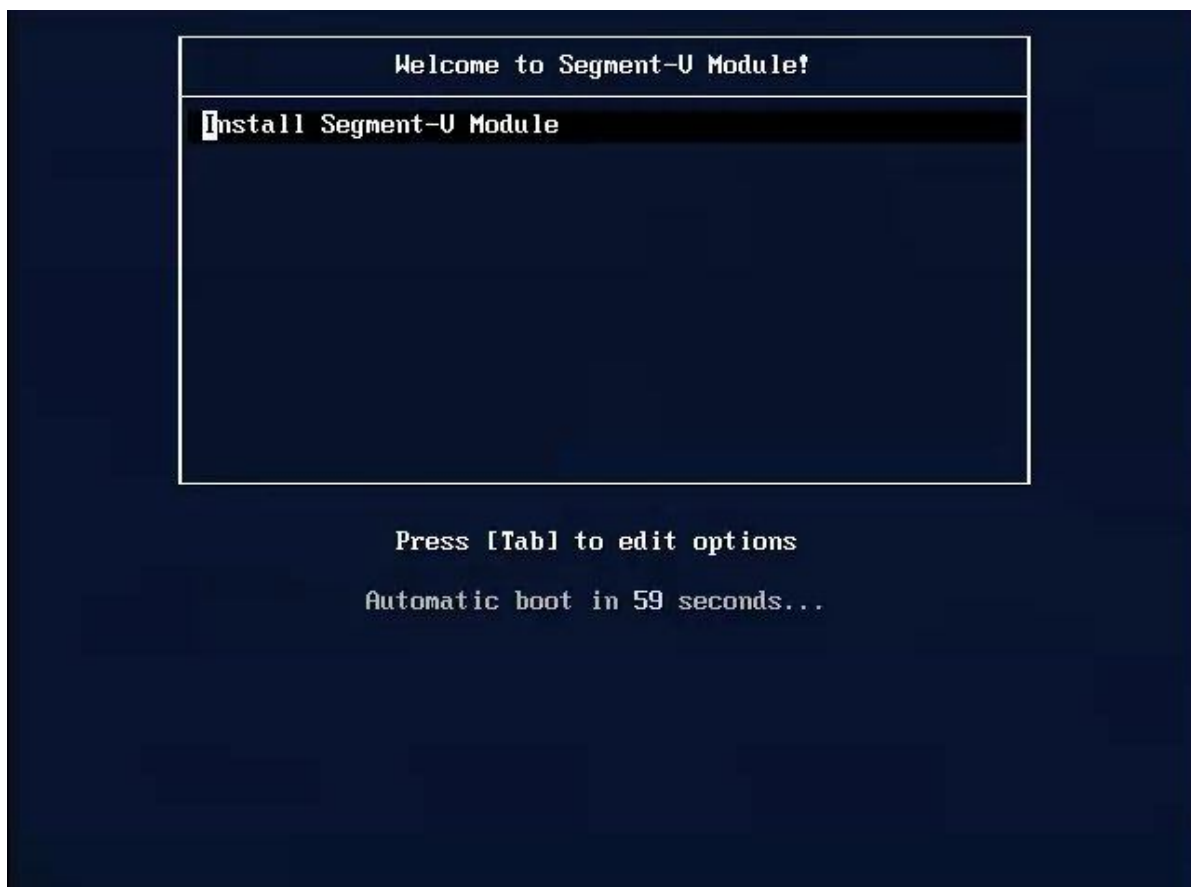 Welcome to Segment-V Module!
Install Segment-V Module
Press [Tab] to edit options
Automatic boot in 59 seconds...